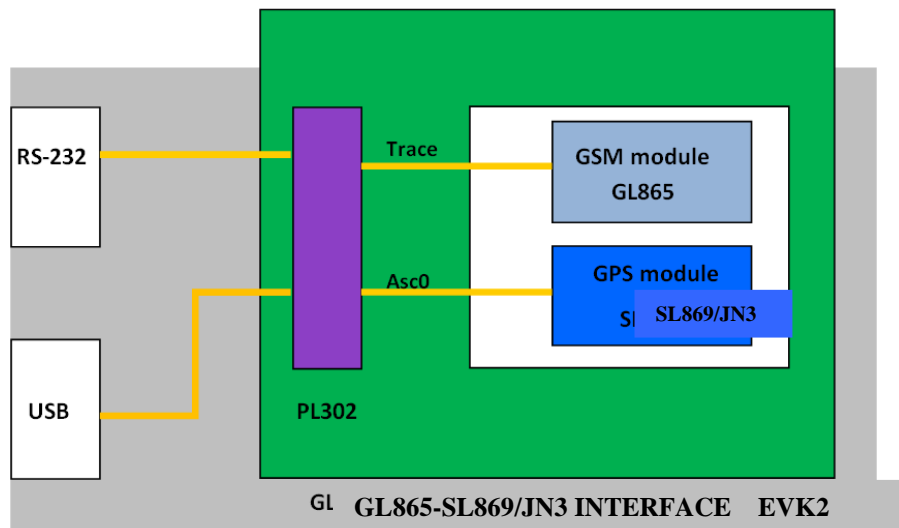 RS-232
Trace
GSM module
GL865
Asc0
GPS module
SL869/JN3
USB
PL302
GL GL865-SL869/JN3 INTERFACE EVK2